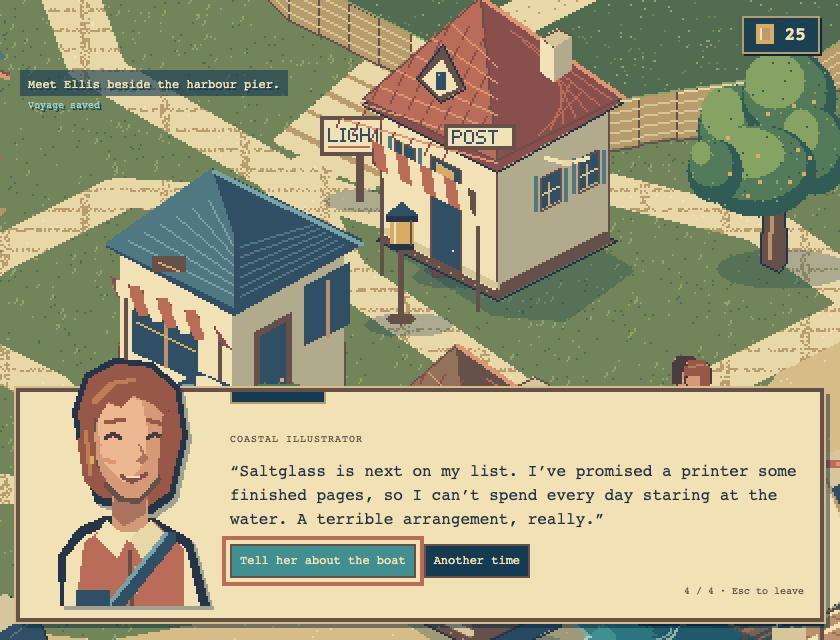 25
Meet Ellis beside the harbour pier.
Voyage saved
LIGH
POST
COASTAL ILLUSTRATOR
“Saltglass is next on my list. I’ve promised a printer some
finished pages, so I can’t spend every day staring at the
water. A terrible arrangement, really.”
Tell her about the boat
Another time
4 / 4 · Esc to leave